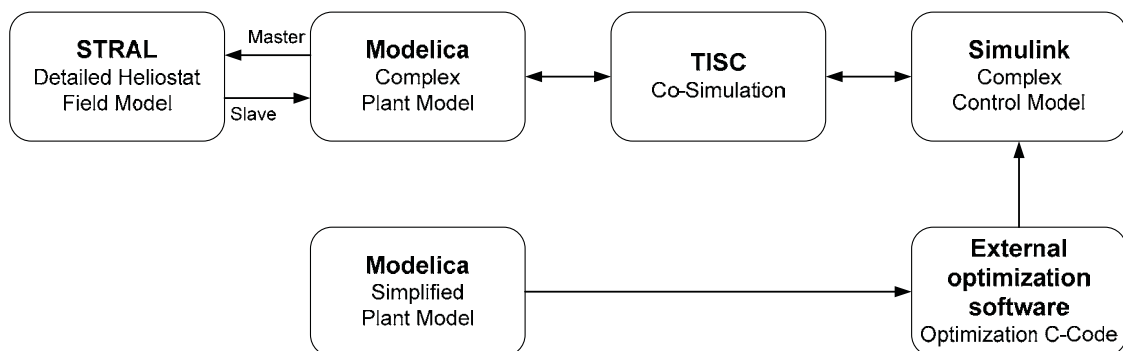 STRAL
Detailed Heliostat
Field Model
Master
Slave
Modelica
Complex
Plant Model
TISC
Co-Simulation
Simulink
Complex
Control Model
Modelica
Simplified
Plant Model
External
optimization
software
Optimization C-Code